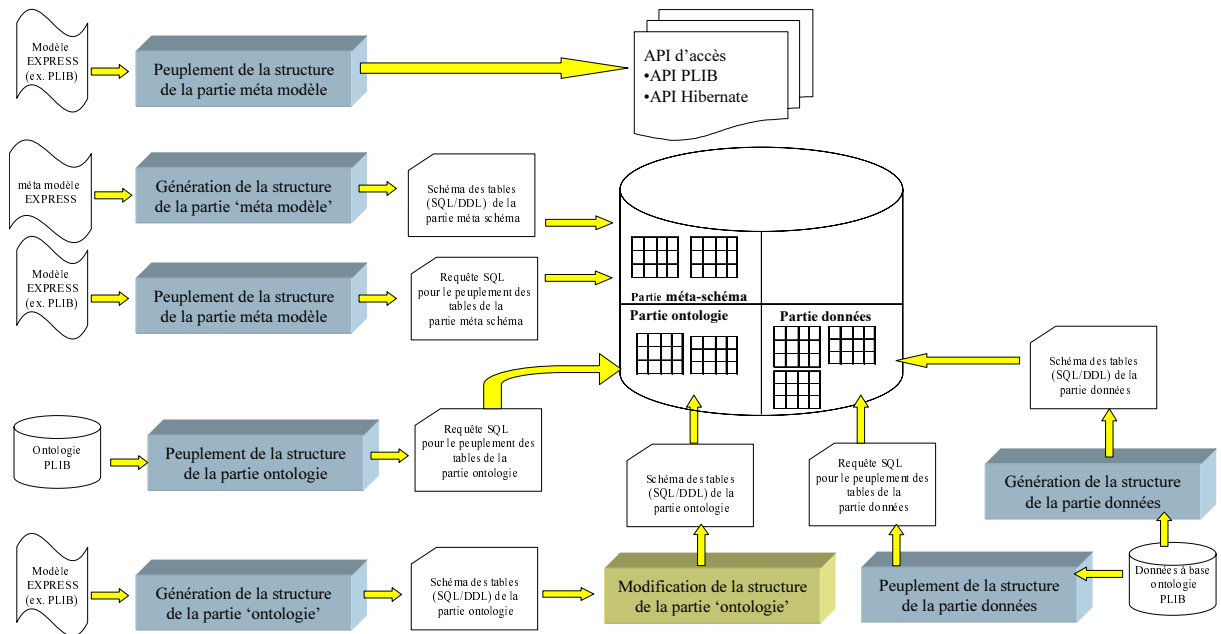 Modèle
EXPRESS
(ex. PLIB)
Peuplement de la structure
de la partie méta modèle
API d'accès
•API PLIB
•API Hibernate
méta modèle
EXPRESS
Génération de la structure
de la partie 'méta modèle'
Schéma des tables
(SQL/DDL) de la
partie méta schéma
Modèle
EXPRESS
(ex. PLIB)
Peuplement de la structure
de la partie méta modèle
Requête SQL
pour le peuplement des
tables de la
partie méta schéma
Partie méta-schéma
Partie ontologie
Partie données
Schéma des tables
(SQL/DDL) de la
partie données
Ontologie
PLIB
Peuplement de la structure
de la partie ontologie
Requête SQL
pour le peuplement des
tables de la
partie ontologie
Schéma des tables
(SQL/DDL) de la
partie ontologie
Requête SQL
pour le peuplement des
tables de la
partie données
Génération de la structure
de la partie données
Modèle
EXPRESS
(ex. PLIB)
Génération de la structure
de la partie 'ontologie'
Schéma des tables
(SQL/DDL) de la
partie ontologie
Modification de la structure
de la partie 'ontologie'
Peuplement de la structure
de la partie données
Données à base
ontologie
PLIB